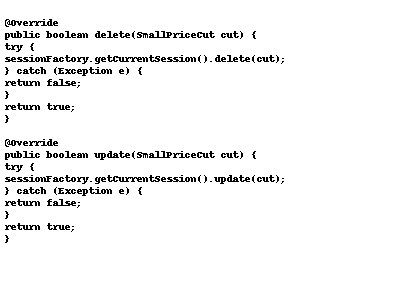 @Override
public boolean delete(SmallPriceCut cut) {
try {
sessionFactory.getCurrentSession().delete(cut);
} catch (Exception e) {
return false;
}
return true;
}
@Override
public boolean update(SmallPriceCut cut) {
try {
sessionFactory.getCurrentSession().update(cut);
} catch (Exception e) {
return false;
}
return true;
}